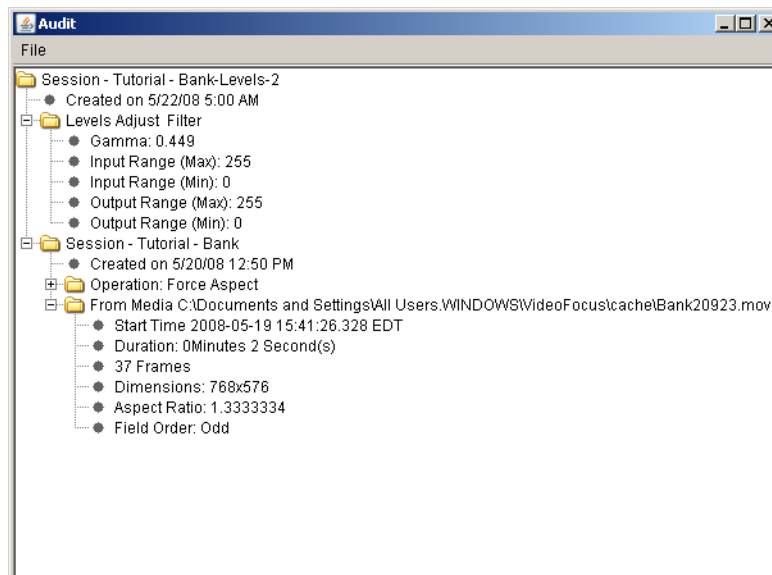 Audit
File
Session - Tutorial - Bank-Levels-2
Created on 5/22/08 5:00 AM
Levels Adjust Filter
Gamma: 0.449
Input Range (Max): 255
Input Range (Min): 0
Output Range (Max): 255
Output Range (Min): 0
Session - Tutorial - Bank
Created on 5/20/08 12:50 PM
Operation: Force Aspect
From Media C:\Documents and Settings\All Users.WINDOWS\VideoFocus\cache\Bank20923.mov
Start Time 2008-05-19 15:41:26.328 EDT
Duration: 0Minutes 2 Second(s)
37 Frames
Dimensions: 768x576
Aspect Ratio: 1.3333334
Field Order: Odd